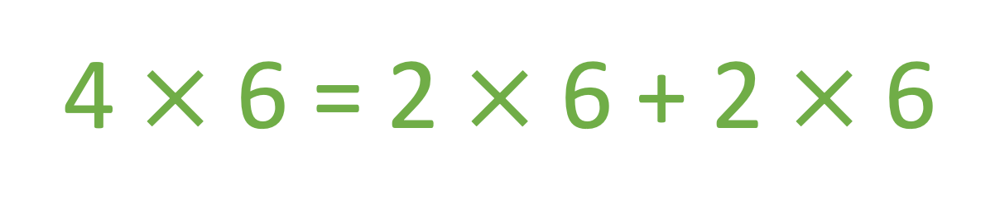 4 × 6 = 2 × 6 + 2 × 6